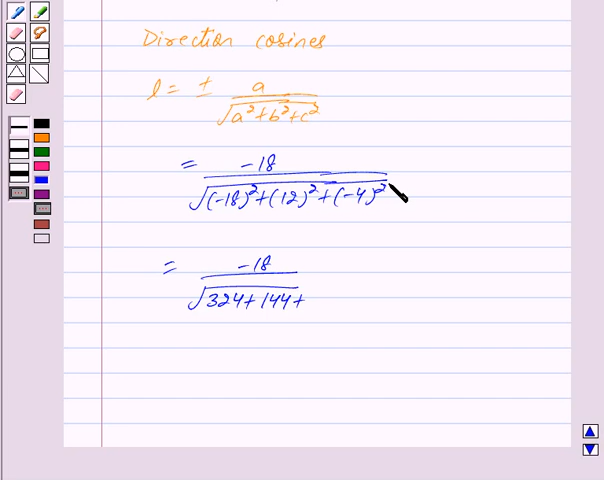 Direction cosines
l = ± a / √(a² + b² + c²)
= -18 / √((-18)² + (12)² + (-4)²)
= -18 / √(324 + 144 +